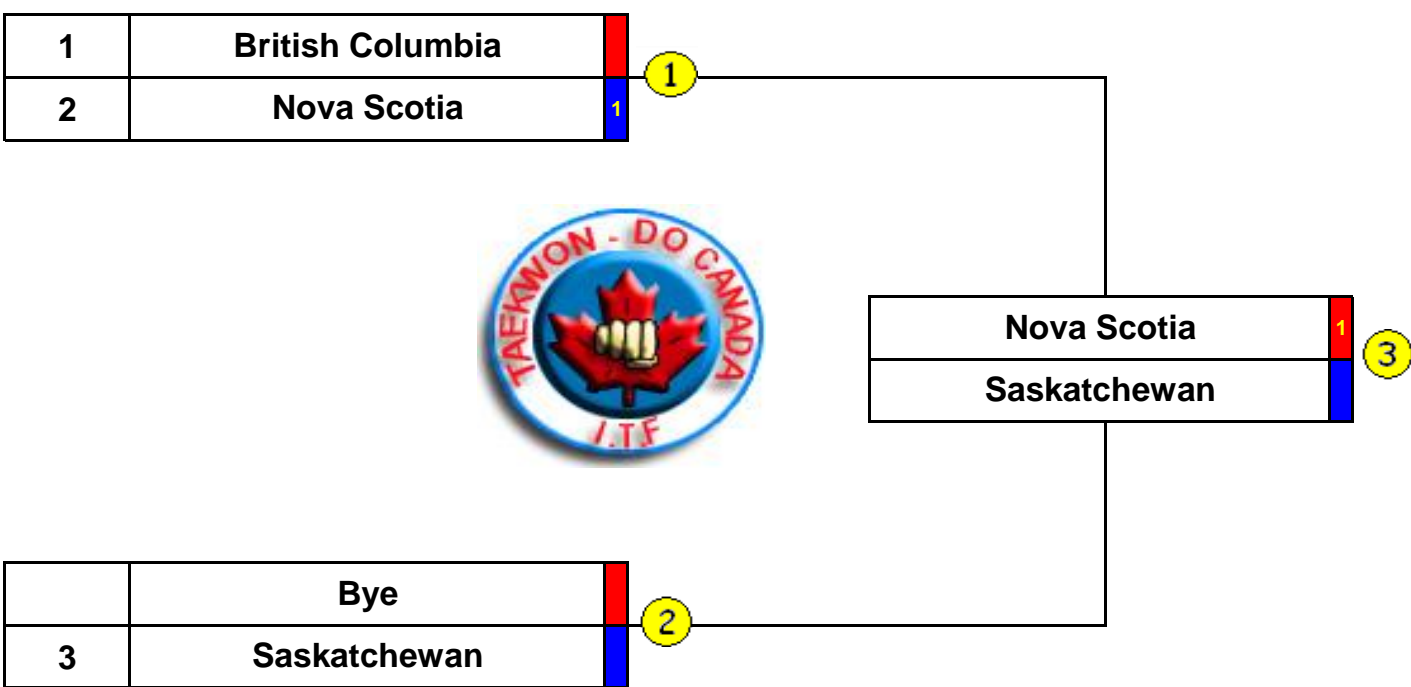 1 British Columbia
1
2 Nova Scotia 1
TAEKWON - DO CANADA
I.T.F
Nova Scotia 1
3
Saskatchewan
Bye
2
3 Saskatchewan